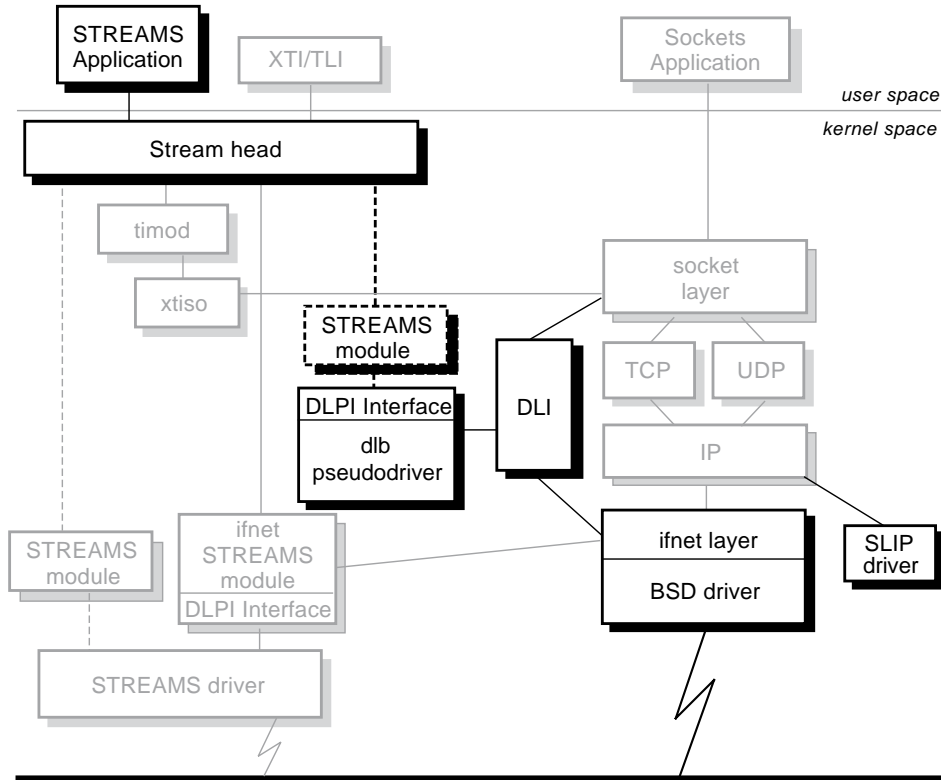 STREAMS
Application
XTI/TLI
Sockets
Application
user space
kernel space
Stream head
timod
xtiso
socket
layer
STREAMS
module
TCP
UDP
DLI
DLPI Interface
dlb
pseudodriver
IP
ifnet
STREAMS
module
DLPI Interface
STREAMS
module
ifnet layer
BSD driver
SLIP
driver
STREAMS driver